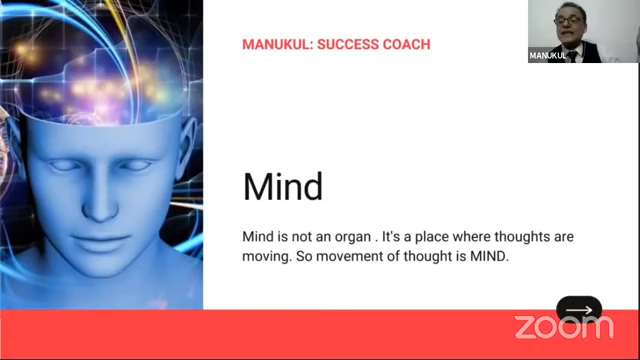 MANUKUL: SUCCESS COACH
MANUKUL
Mind
Mind is not an organ . It's a place where thoughts are
moving. So movement of thought is MIND.
zoom